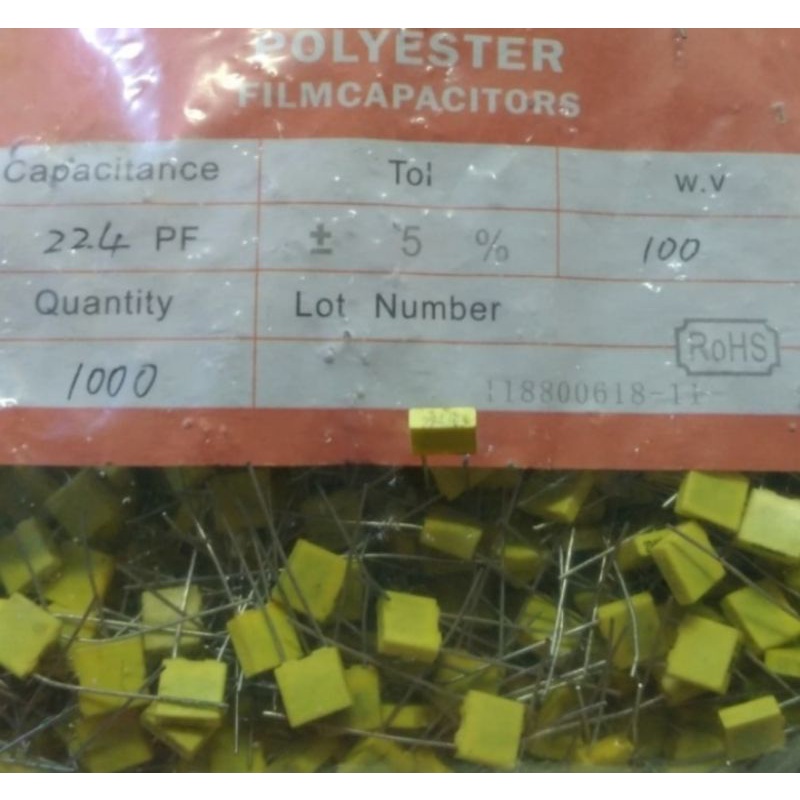 POLYESTER
FILMCAPACITORS
Capacitance Tol w.v
224 PF ± 5 % 100
Quantity Lot Number
RoHS
1000
118800618-11-